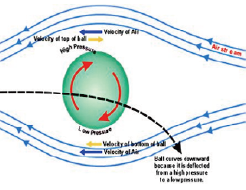 Velocity of Air
Velocity of top of ball
High Pressure
Air stream
Low Pressure
Velocity of bottom of ball
Velocity of Air
Ball curves downward
because it is deflected
from a high pressure
to a low pressure.